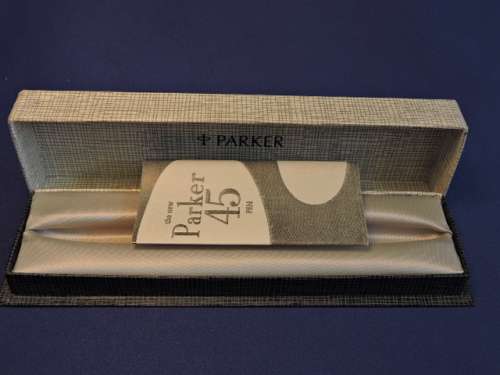 PARKER
the NEW
Parker
45
PEN